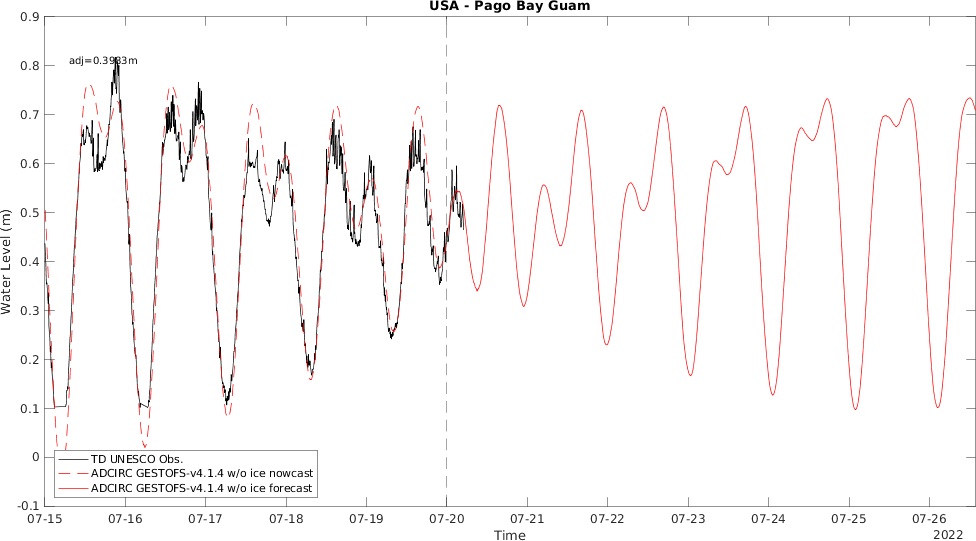 USA - Pago Bay Guam
0.9
0.8
0.7
0.6
0.5
0.4
0.3
0.2
0.1
0
-0.1
Water Level (m)
adj=0.3983m
TD UNESCO Obs.
ADCIRC GESTOFS-v4.1.4 w/o ice nowcast
ADCIRC GESTOFS-v4.1.4 w/o ice forecast
07-15 07-16 07-17 07-18 07-19 07-20 07-21 07-22 07-23 07-24 07-25 07-26
Time
2022